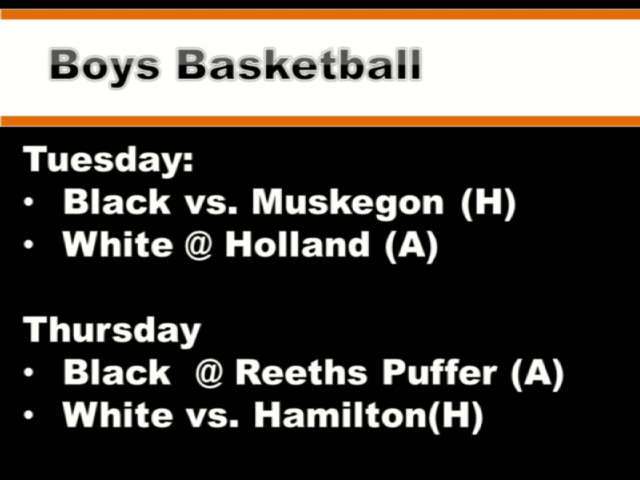 Boys Basketball
Tuesday:
• Black vs. Muskegon (H)
• White @ Holland (A)
Thursday
• Black @ Reeths Puffer (A)
• White vs. Hamilton(H)